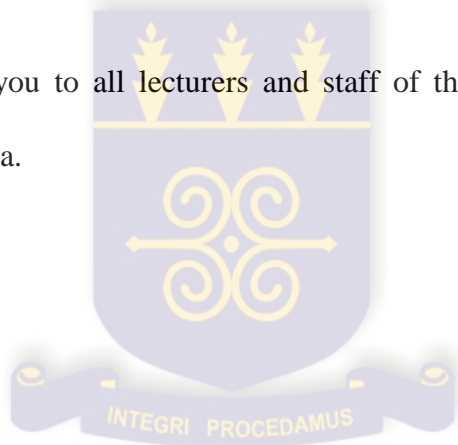 you to all lecturers and staff of th
a.
INTEGRI PROCEDAMUS